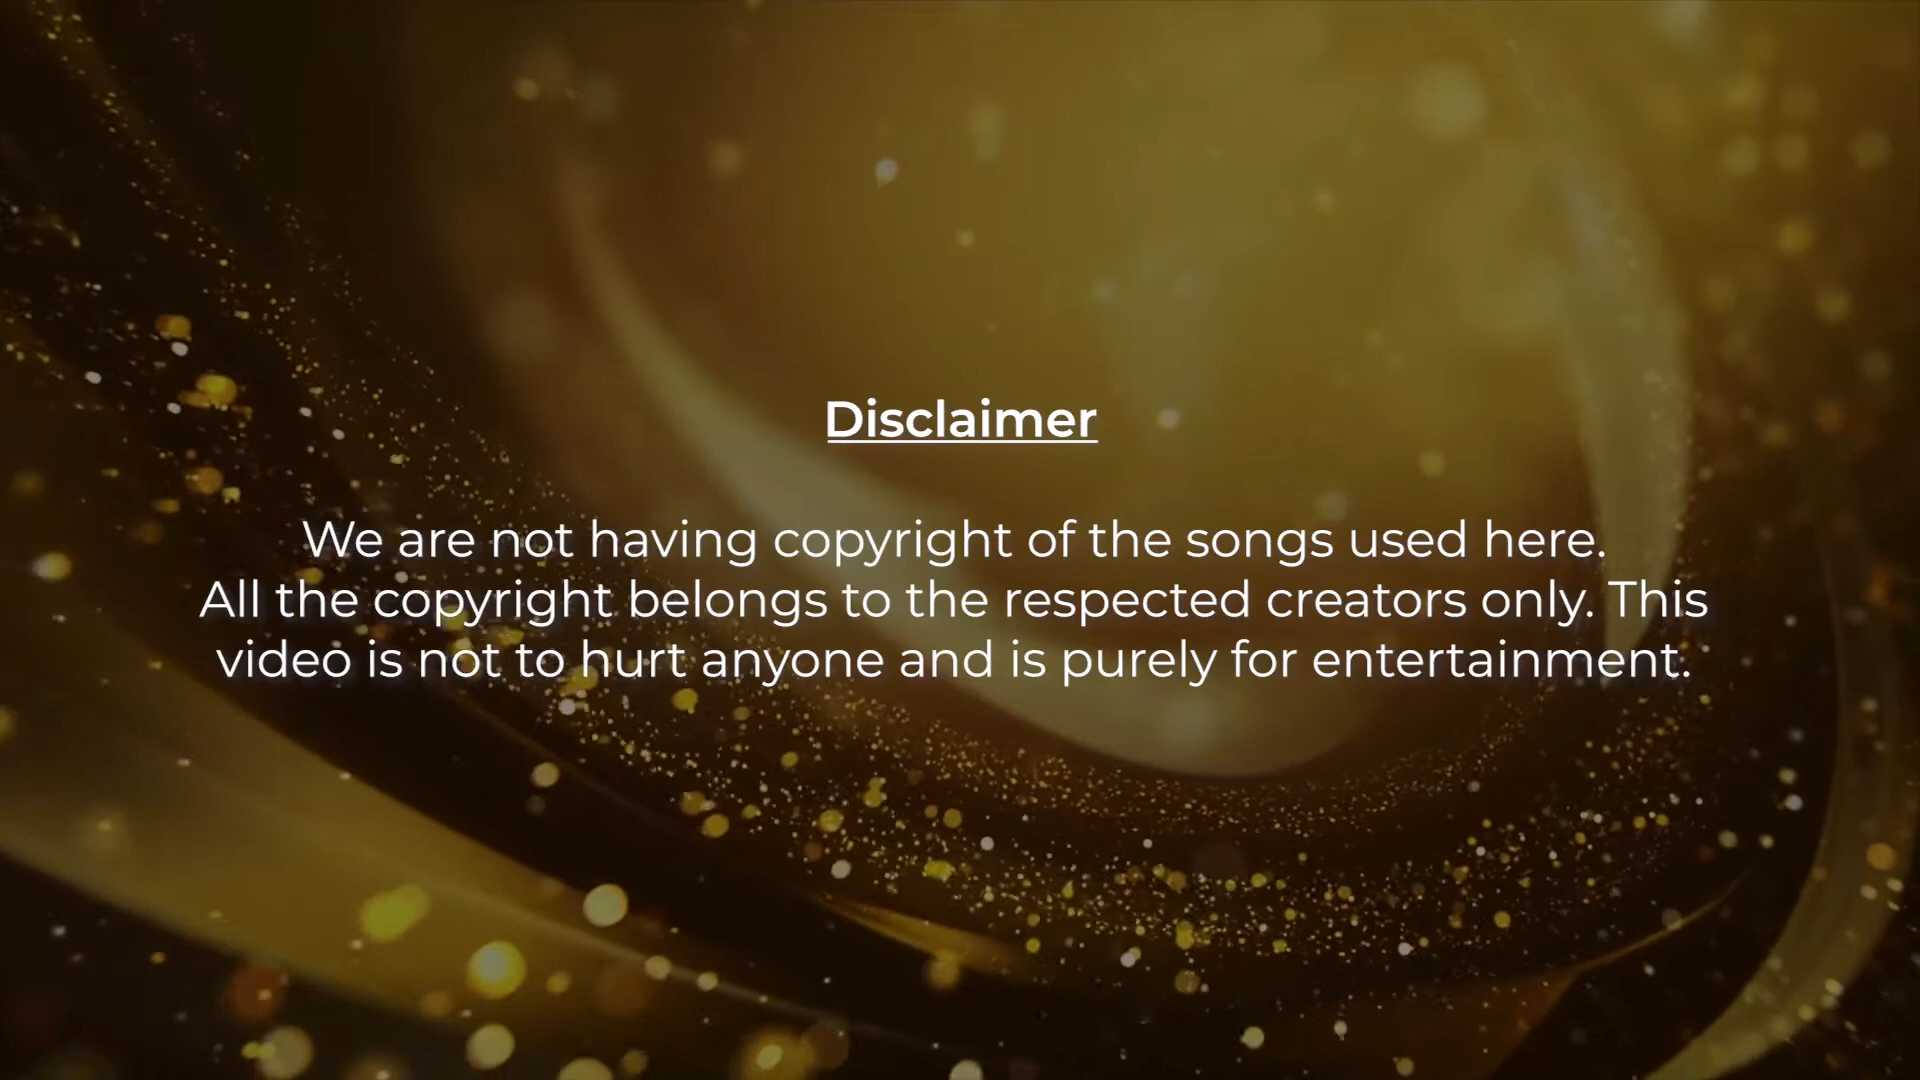 Disclaimer
We are not having copyright of the songs used here.
All the copyright belongs to the respected creators only. This
video is not to hurt anyone and is purely for entertainment.